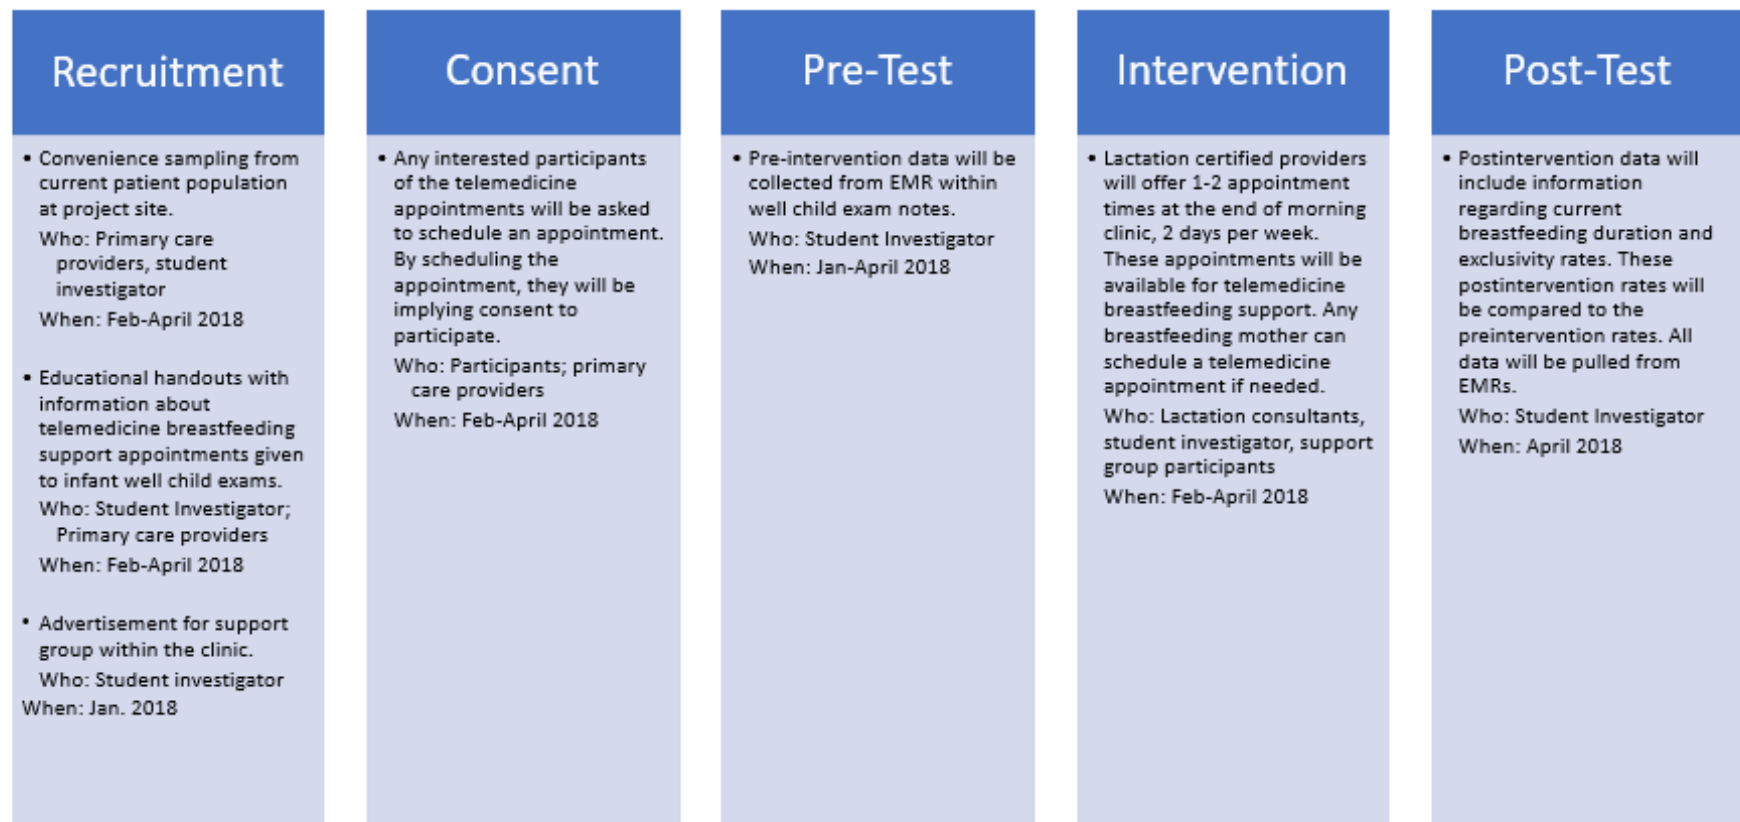 Recruitment
• Convenience sampling from
current patient population
at project site.
Who: Primary care
providers, student
investigator
When: Feb-April 2018
• Educational handouts with
information about
telemedicine breastfeeding
support appointments given
to infant well child exams.
Who: Student Investigator;
Primary care providers
When: Feb-April 2018
• Advertisement for support
group within the clinic.
Who: Student investigator
When: Jan. 2018
Consent
• Any interested participants
of the telemedicine
appointments will be asked
to schedule an appointment.
By scheduling the
appointment, they will be
implying consent to
participate.
Who: Participants; primary
care providers
When: Feb-April 2018
Pre-Test
• Pre-intervention data will be
collected from EMR within
well child exam notes.
Who: Student Investigator
When: Jan-April 2018
Intervention
• Lactation certified providers
will offer 1-2 appointment
times at the end of morning
clinic, 2 days per week.
These appointments will be
available for telemedicine
breastfeeding support. Any
breastfeeding mother can
schedule a telemedicine
appointment if needed.
Who: Lactation consultants,
student investigator, support
group participants
When: Feb-April 2018
Post-Test
• Postintervention data will
include information
regarding current
breastfeeding duration and
exclusivity rates. These
postintervention rates will
be compared to the
preintervention rates. All
data will be pulled from
EMRs.
Who: Student Investigator
When: April 2018